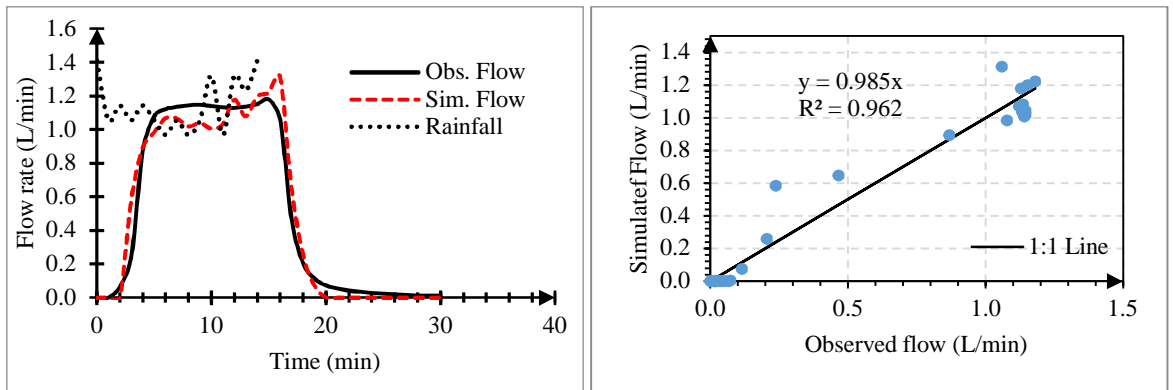 1.6
1.4
1.2
1.0
0.8
0.6
0.4
0.2
0.0
0
10
20
30
40
Flow rate (L/min)
Time (min)
Obs. Flow
Sim. Flow
Rainfall
1.4
1.2
1.0
0.8
0.6
0.4
0.2
0.0
0.0
0.5
1.0
1.5
Simulatef Flow (L/min)
Observed flow (L/min)
y = 0.985x
R² = 0.962
1:1 Line